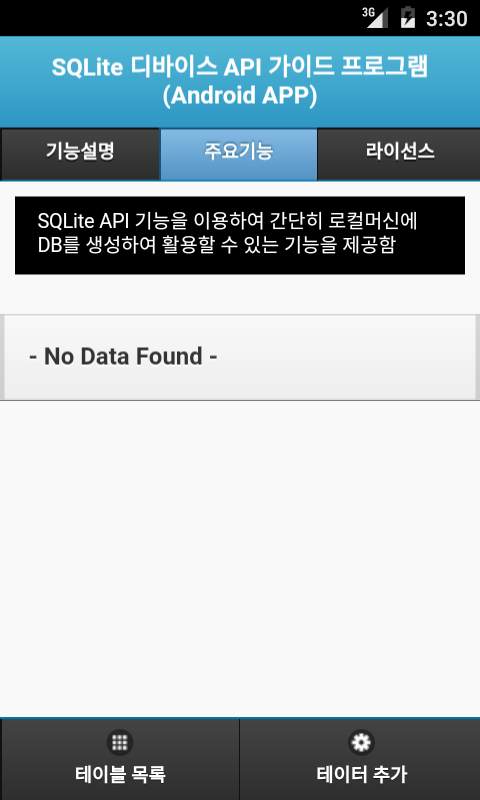 3G 3:30
SQLite 디바이스 API 가이드 프로그램
(Android APP)
기능설명 주요기능 라이선스
SQLite API 기능을 이용하여 간단히 로컬머신에
DB를 생성하여 활용할 수 있는 기능을 제공함
- No Data Found -
테이블 목록 테이터 추가